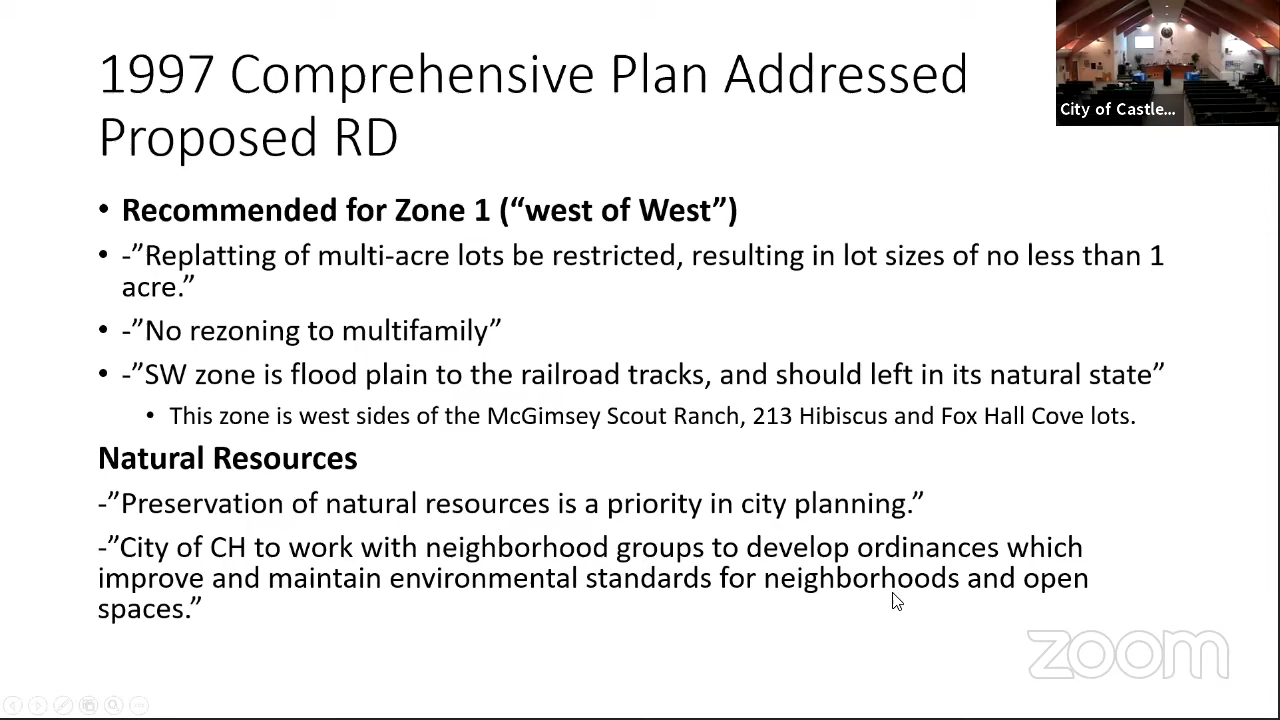 1997 Comprehensive Plan Addressed
Proposed RD
• Recommended for Zone 1 (“west of West”)
• -”Replatting of multi-acre lots be restricted, resulting in lot sizes of no less than 1
acre.”
• -”No rezoning to multifamily”
• -”SW zone is flood plain to the railroad tracks, and should left in its natural state”
• This zone is west sides of the McGimsey Scout Ranch, 213 Hibiscus and Fox Hall Cove lots.
Natural Resources
-”Preservation of natural resources is a priority in city planning.”
-”City of CH to work with neighborhood groups to develop ordinances which
improve and maintain environmental standards for neighborhoods and open
spaces.”
City of Castle...
zoom